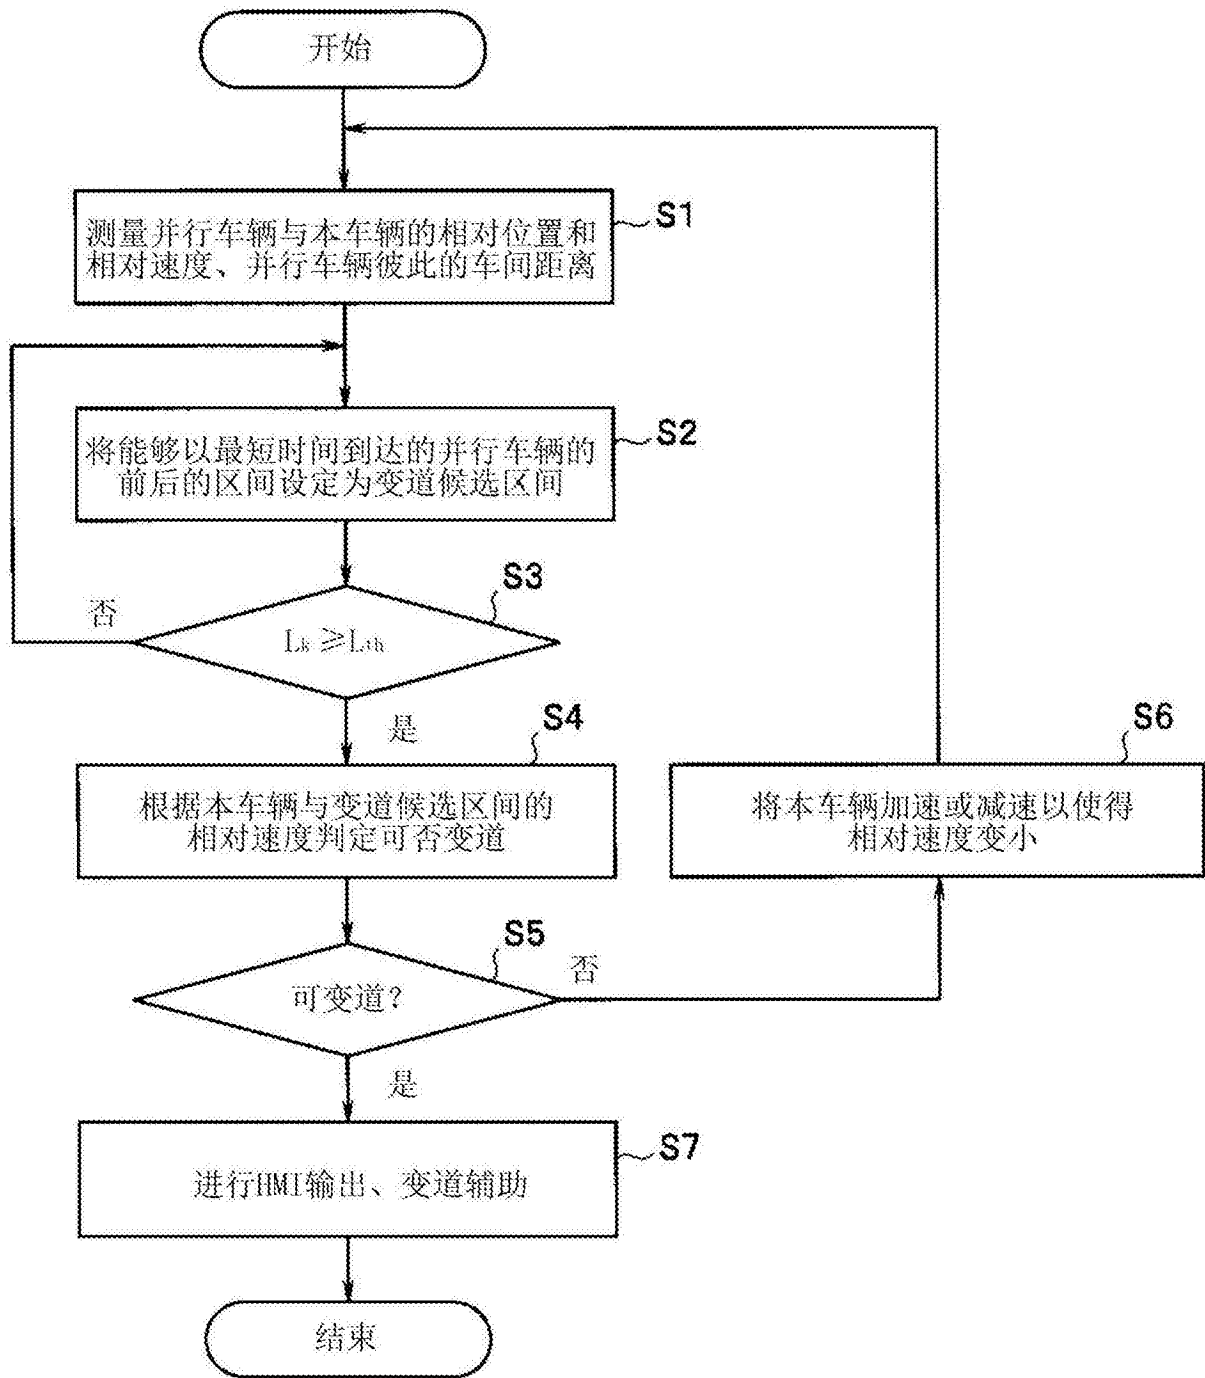 开始
S1
测量并行车辆与本车辆的相对位置和
相对速度、并行车辆彼此的车间距离
S2
将能够以最短时间到达的并行车辆的
前后的区间设定为变道候选区间
S3
否
Lk ≥Lth
是
S4
根据本车辆与变道候选区间的
相对速度判定可否变道
S6
将本车辆加速或减速以使得
相对速度变小
S5
否
可变道？
是
S7
进行HMI输出、变道辅助
结束